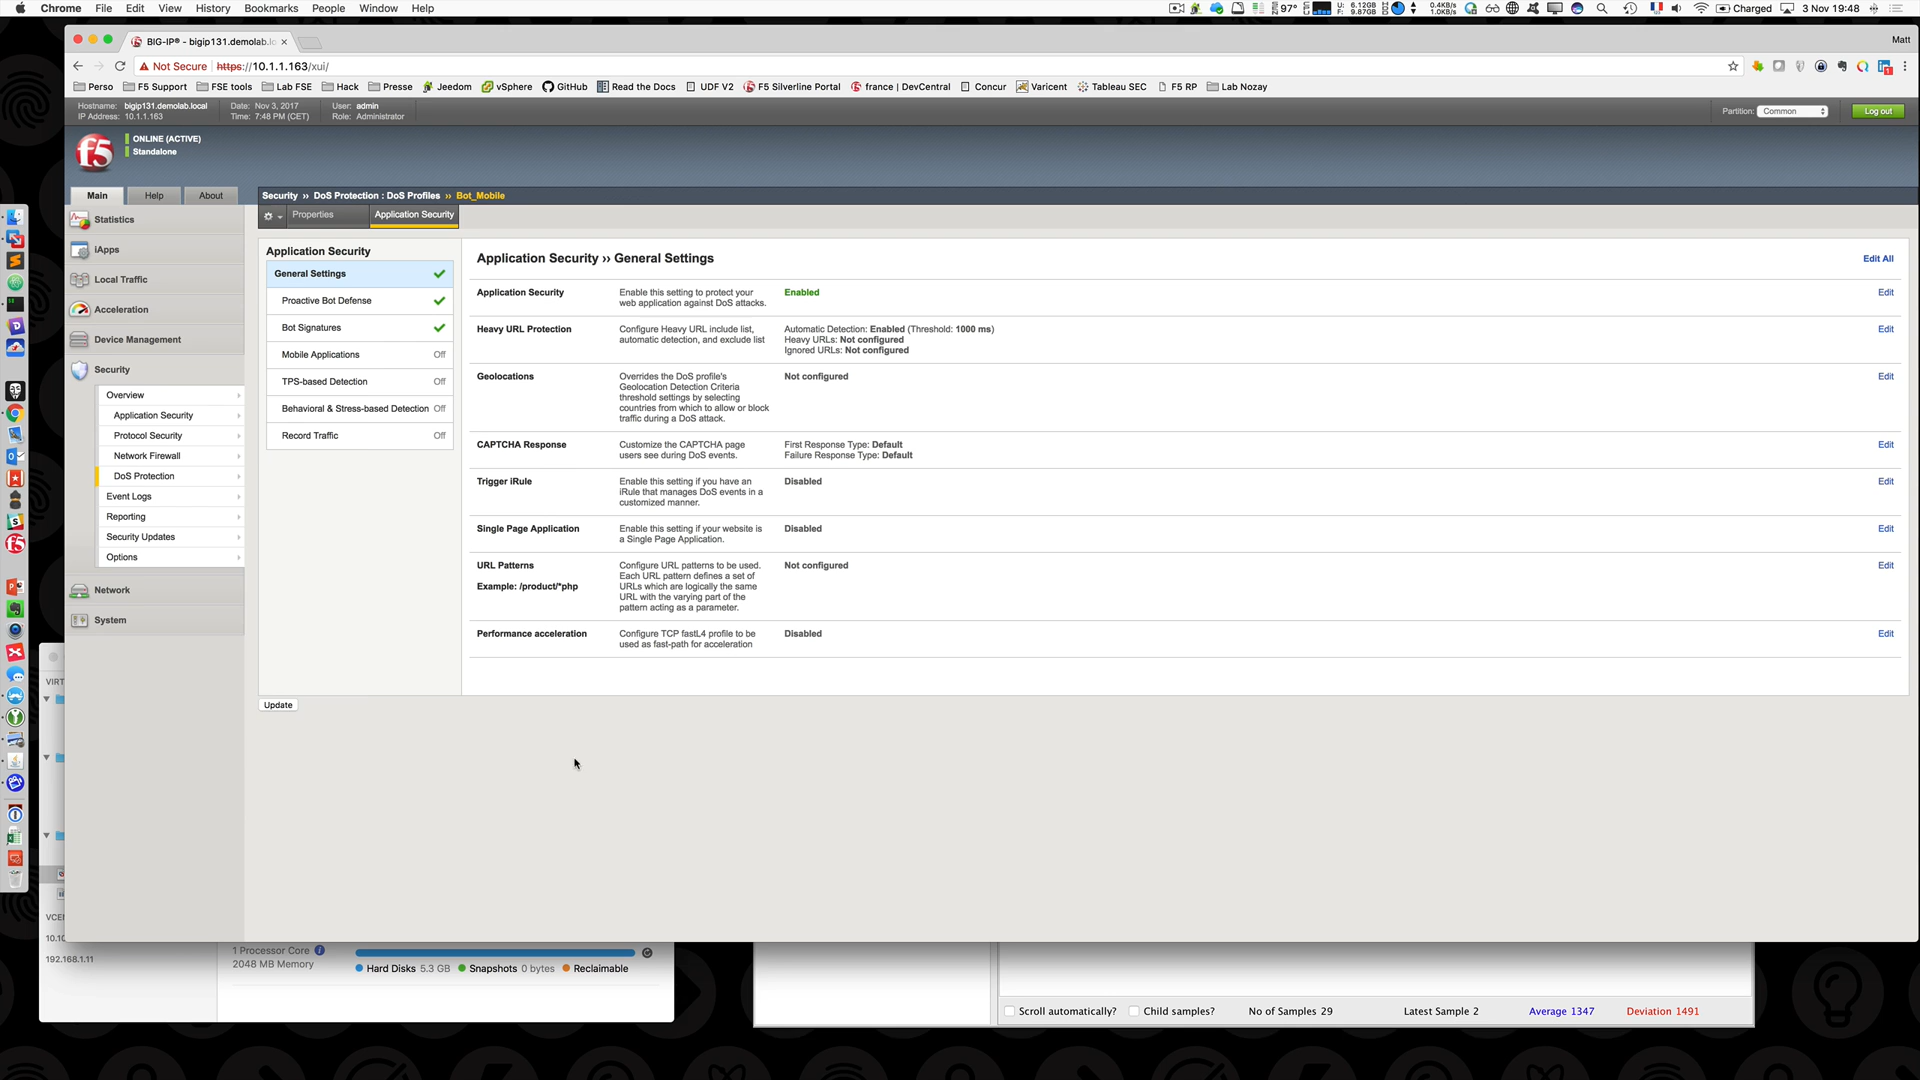 Chrome File Edit View History Bookmarks People Window Help
97° U: 6.12GB F: 9.87GB 0.4KB/s 1.0KB/s Charged 3 Nov 19:48
BIG-IP® - bigip131.demolab.lo
Matt
Not Secure https://10.1.1.163/xui/
Perso F5 Support FSE tools Lab FSE Hack Presse Jeedom vSphere GitHub Read the Docs UDF V2 F5 Silverline Portal france | DevCentral Concur Varicent Tableau SEC F5 RP Lab Nozay
Hostname: bigip131.demolab.local Date: Nov 3, 2017 User: admin
IP Address: 10.1.1.163 Time: 7:48 PM (CET) Role: Administrator
Partition: Common Log out
f5
ONLINE (ACTIVE)
Standalone
Main Help About
Security ›› DoS Protection : DoS Profiles ›› Bot_Mobile
Properties Application Security
Statistics
iApps
Local Traffic
Acceleration
Device Management
Security
Overview
Application Security
Protocol Security
Network Firewall
DoS Protection
Event Logs
Reporting
Security Updates
Options
Network
System
Application Security
General Settings
Proactive Bot Defense
Bot Signatures
Mobile Applications Off
TPS-based Detection Off
Behavioral & Stress-based Detection Off
Record Traffic Off
Application Security ›› General Settings Edit All
Application Security Enable this setting to protect your Enabled Edit
web application against DoS attacks.
Heavy URL Protection Configure Heavy URL include list, Automatic Detection: Enabled (Threshold: 1000 ms) Edit
automatic detection, and exclude list Heavy URLs: Not configured
Ignored URLs: Not configured
Geolocations Overrides the DoS profile's Not configured Edit
Geolocation Detection Criteria
threshold settings by selecting
countries from which to allow or block
traffic during a DoS attack.
CAPTCHA Response Customize the CAPTCHA page First Response Type: Default Edit
users see during DoS events. Failure Response Type: Default
Trigger iRule Enable this setting if you have an Disabled Edit
iRule that manages DoS events in a
customized manner.
Single Page Application Enable this setting if your website is Disabled Edit
a Single Page Application.
URL Patterns Configure URL patterns to be used. Not configured Edit
Each URL pattern defines a set of
Example: /product/*php URLs which are logically the same
URL with the varying part of the
pattern acting as a parameter.
Performance acceleration Configure TCP fastL4 profile to be Disabled Edit
used as fast-path for acceleration
Update
VIRT
VCEN
10.10
192.168.1.11
1 Processor Core
2048 MB Memory
Hard Disks 5.3 GB Snapshots 0 bytes Reclaimable
Scroll automatically? Child samples? No of Samples 29 Latest Sample 2 Average 1347 Deviation 1491